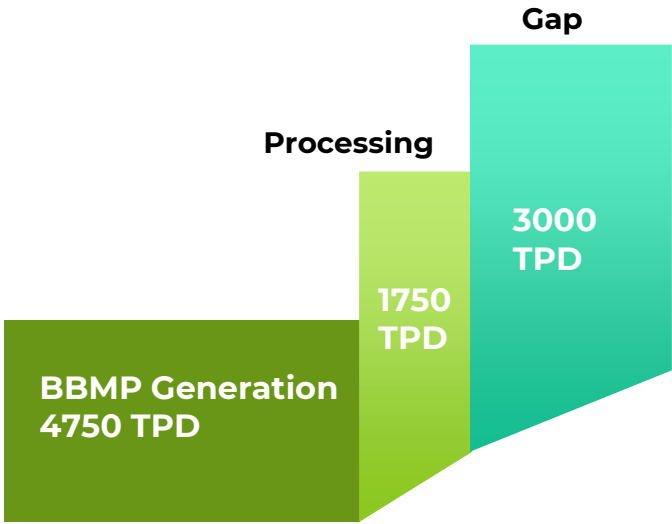 Gap
Processing
3000
TPD
1750
TPD
BBMP Generation
4750 TPD